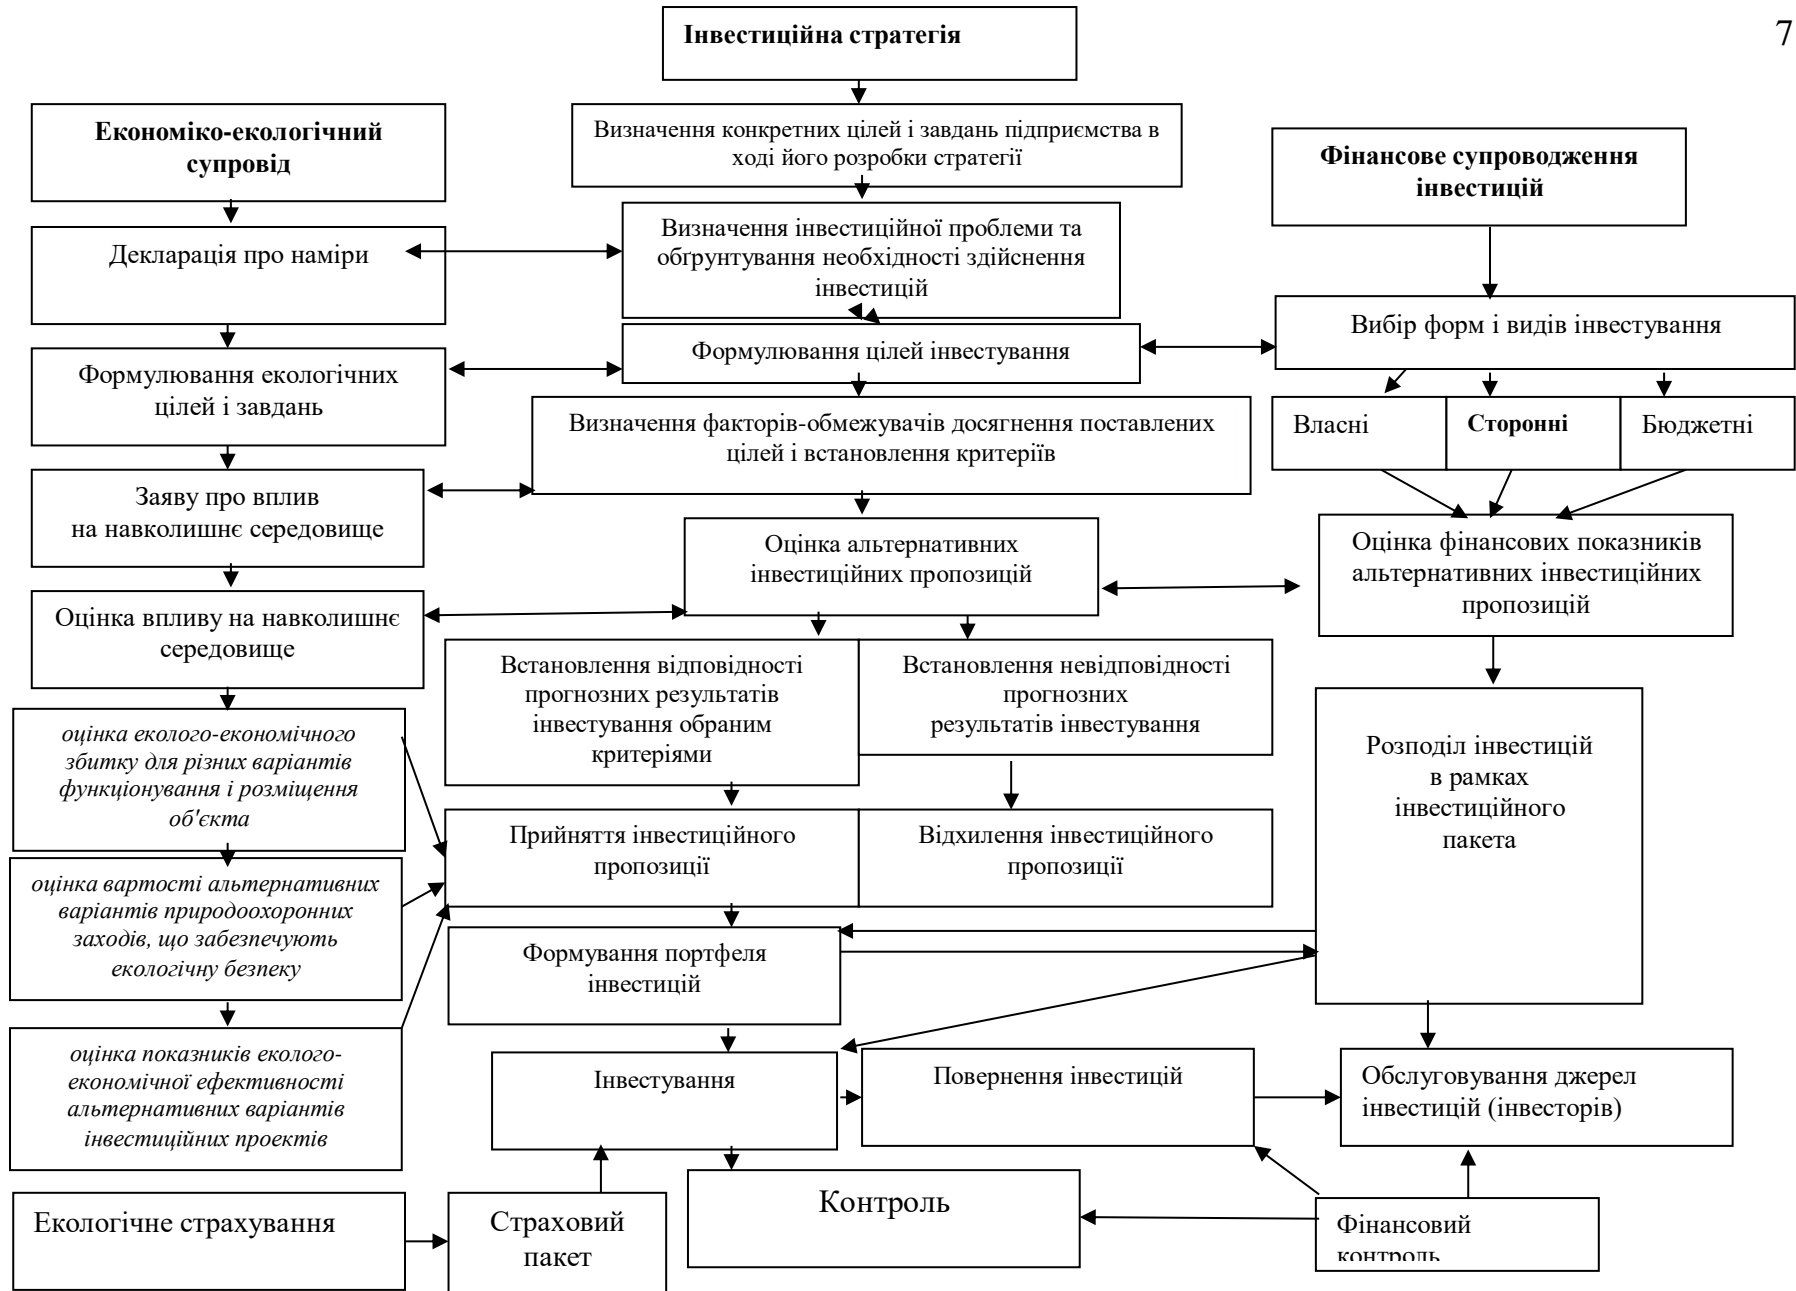 7
Інвестиційна стратегія
Економіко-екологічний
супровід
Визначення конкретних цілей і завдань підприємства в
ході його розробки стратегії
Фінансове супроводження
інвестицій
Декларація про наміри
Визначення інвестиційної проблеми та
обґрунтування необхідності здійснення
інвестицій
Вибір форм і видів інвестування
Формулювання цілей інвестування
Формулювання екологічних
цілей і завдань
Визначення факторів-обмежувачів досягнення поставлених
цілей і встановлення критеріїв
Власні
Сторонні
Бюджетні
Заяву про вплив
на навколишнє середовище
Оцінка альтернативних
інвестиційних пропозицій
Оцінка фінансових показників
альтернативних інвестиційних
пропозицій
Оцінка впливу на навколишнє
середовище
Встановлення відповідності
прогнозних результатів
інвестування обраним
критеріями
Встановлення невідповідності
прогнозних
результатів інвестування
оцінка еколого-економічного
збитку для різних варіантів
функціонування і розміщення
об'єкта
Розподіл інвестицій
в рамках
інвестиційного
пакета
Прийняття інвестиційного
пропозиції
Відхилення інвестиційного
пропозиції
оцінка вартості альтернативних
варіантів природоохоронних
заходів, що забезпечують
екологічну безпеку
Формування портфеля
інвестицій
оцінка показників еколого-
економічної ефективності
альтернативних варіантів
інвестиційних проектів
Інвестування
Повернення інвестицій
Обслуговування джерел
інвестицій (інвесторів)
Екологічне страхування
Страховий
пакет
Контроль
Фінансовий
контроль